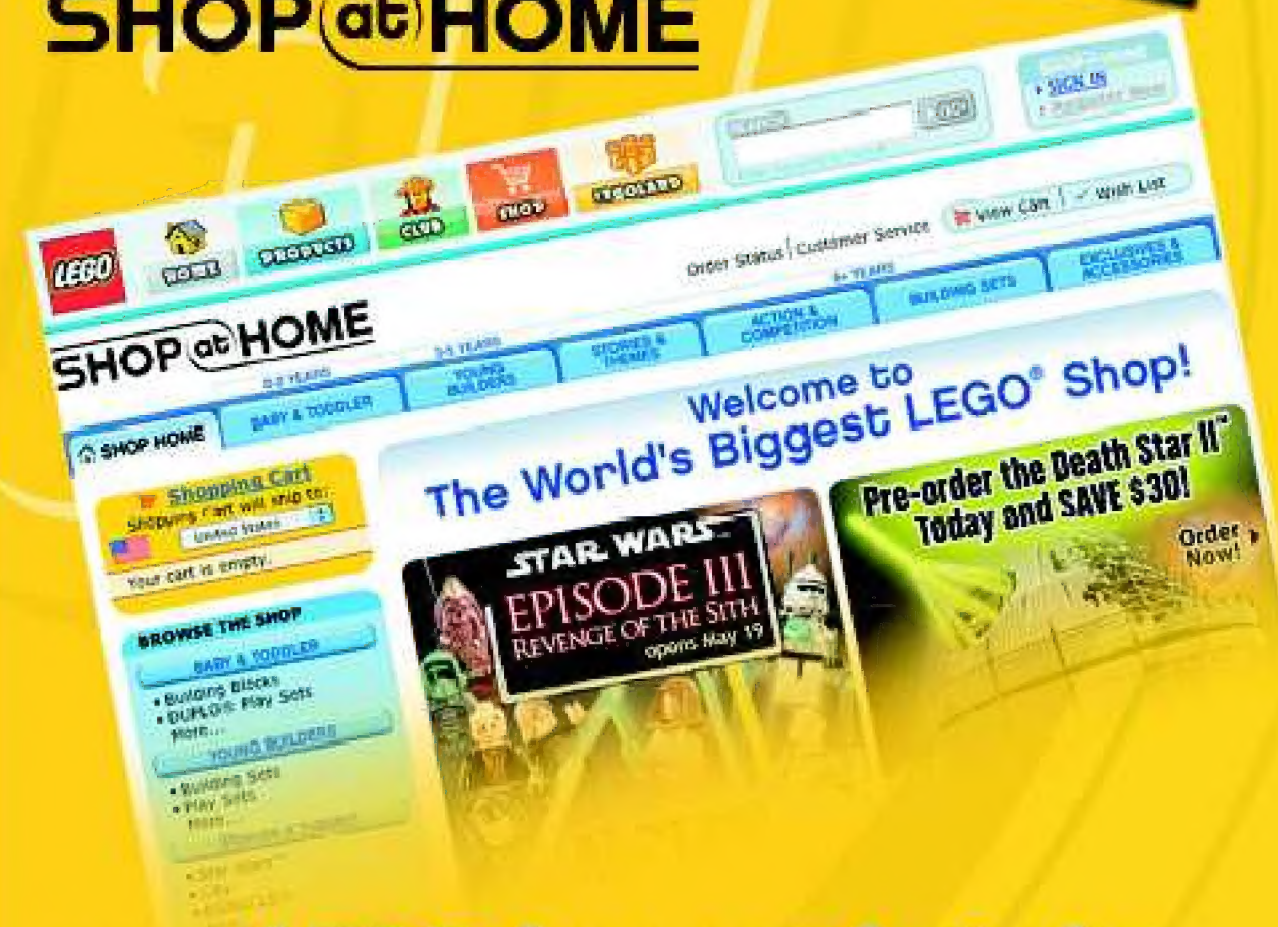 SHOP at HOME
SIGN IN
Register Now
LEGO
HOME
PRODUCTS
CLUB
SHOP
LEGOLAND
Order Status | Customer Service
View Cart | Wish List
SHOP at HOME
3-5 YEARS
6+ YEARS
SHOP HOME
BABY & TODDLER
YOUNG BUILDERS
STORIES & THEMES
ACTION & COMPETITION
BUILDING SETS
EXCLUSIVES & ACCESSORIES
Welcome to
The World's Biggest LEGO® Shop!
Shopping Cart
Shopping Cart will ship to:
United States
Your cart is empty.
STAR WARS™
EPISODE III
REVENGE OF THE SITH
opens May 19
Pre-order the Death Star II™
Today and SAVE $30!
Order
Now!
BROWSE THE SHOP
BABY & TODDLER
• Building Blocks
• DUPLO® Play Sets
More...
YOUNG BUILDERS
• Building Sets
• Play Sets
More...